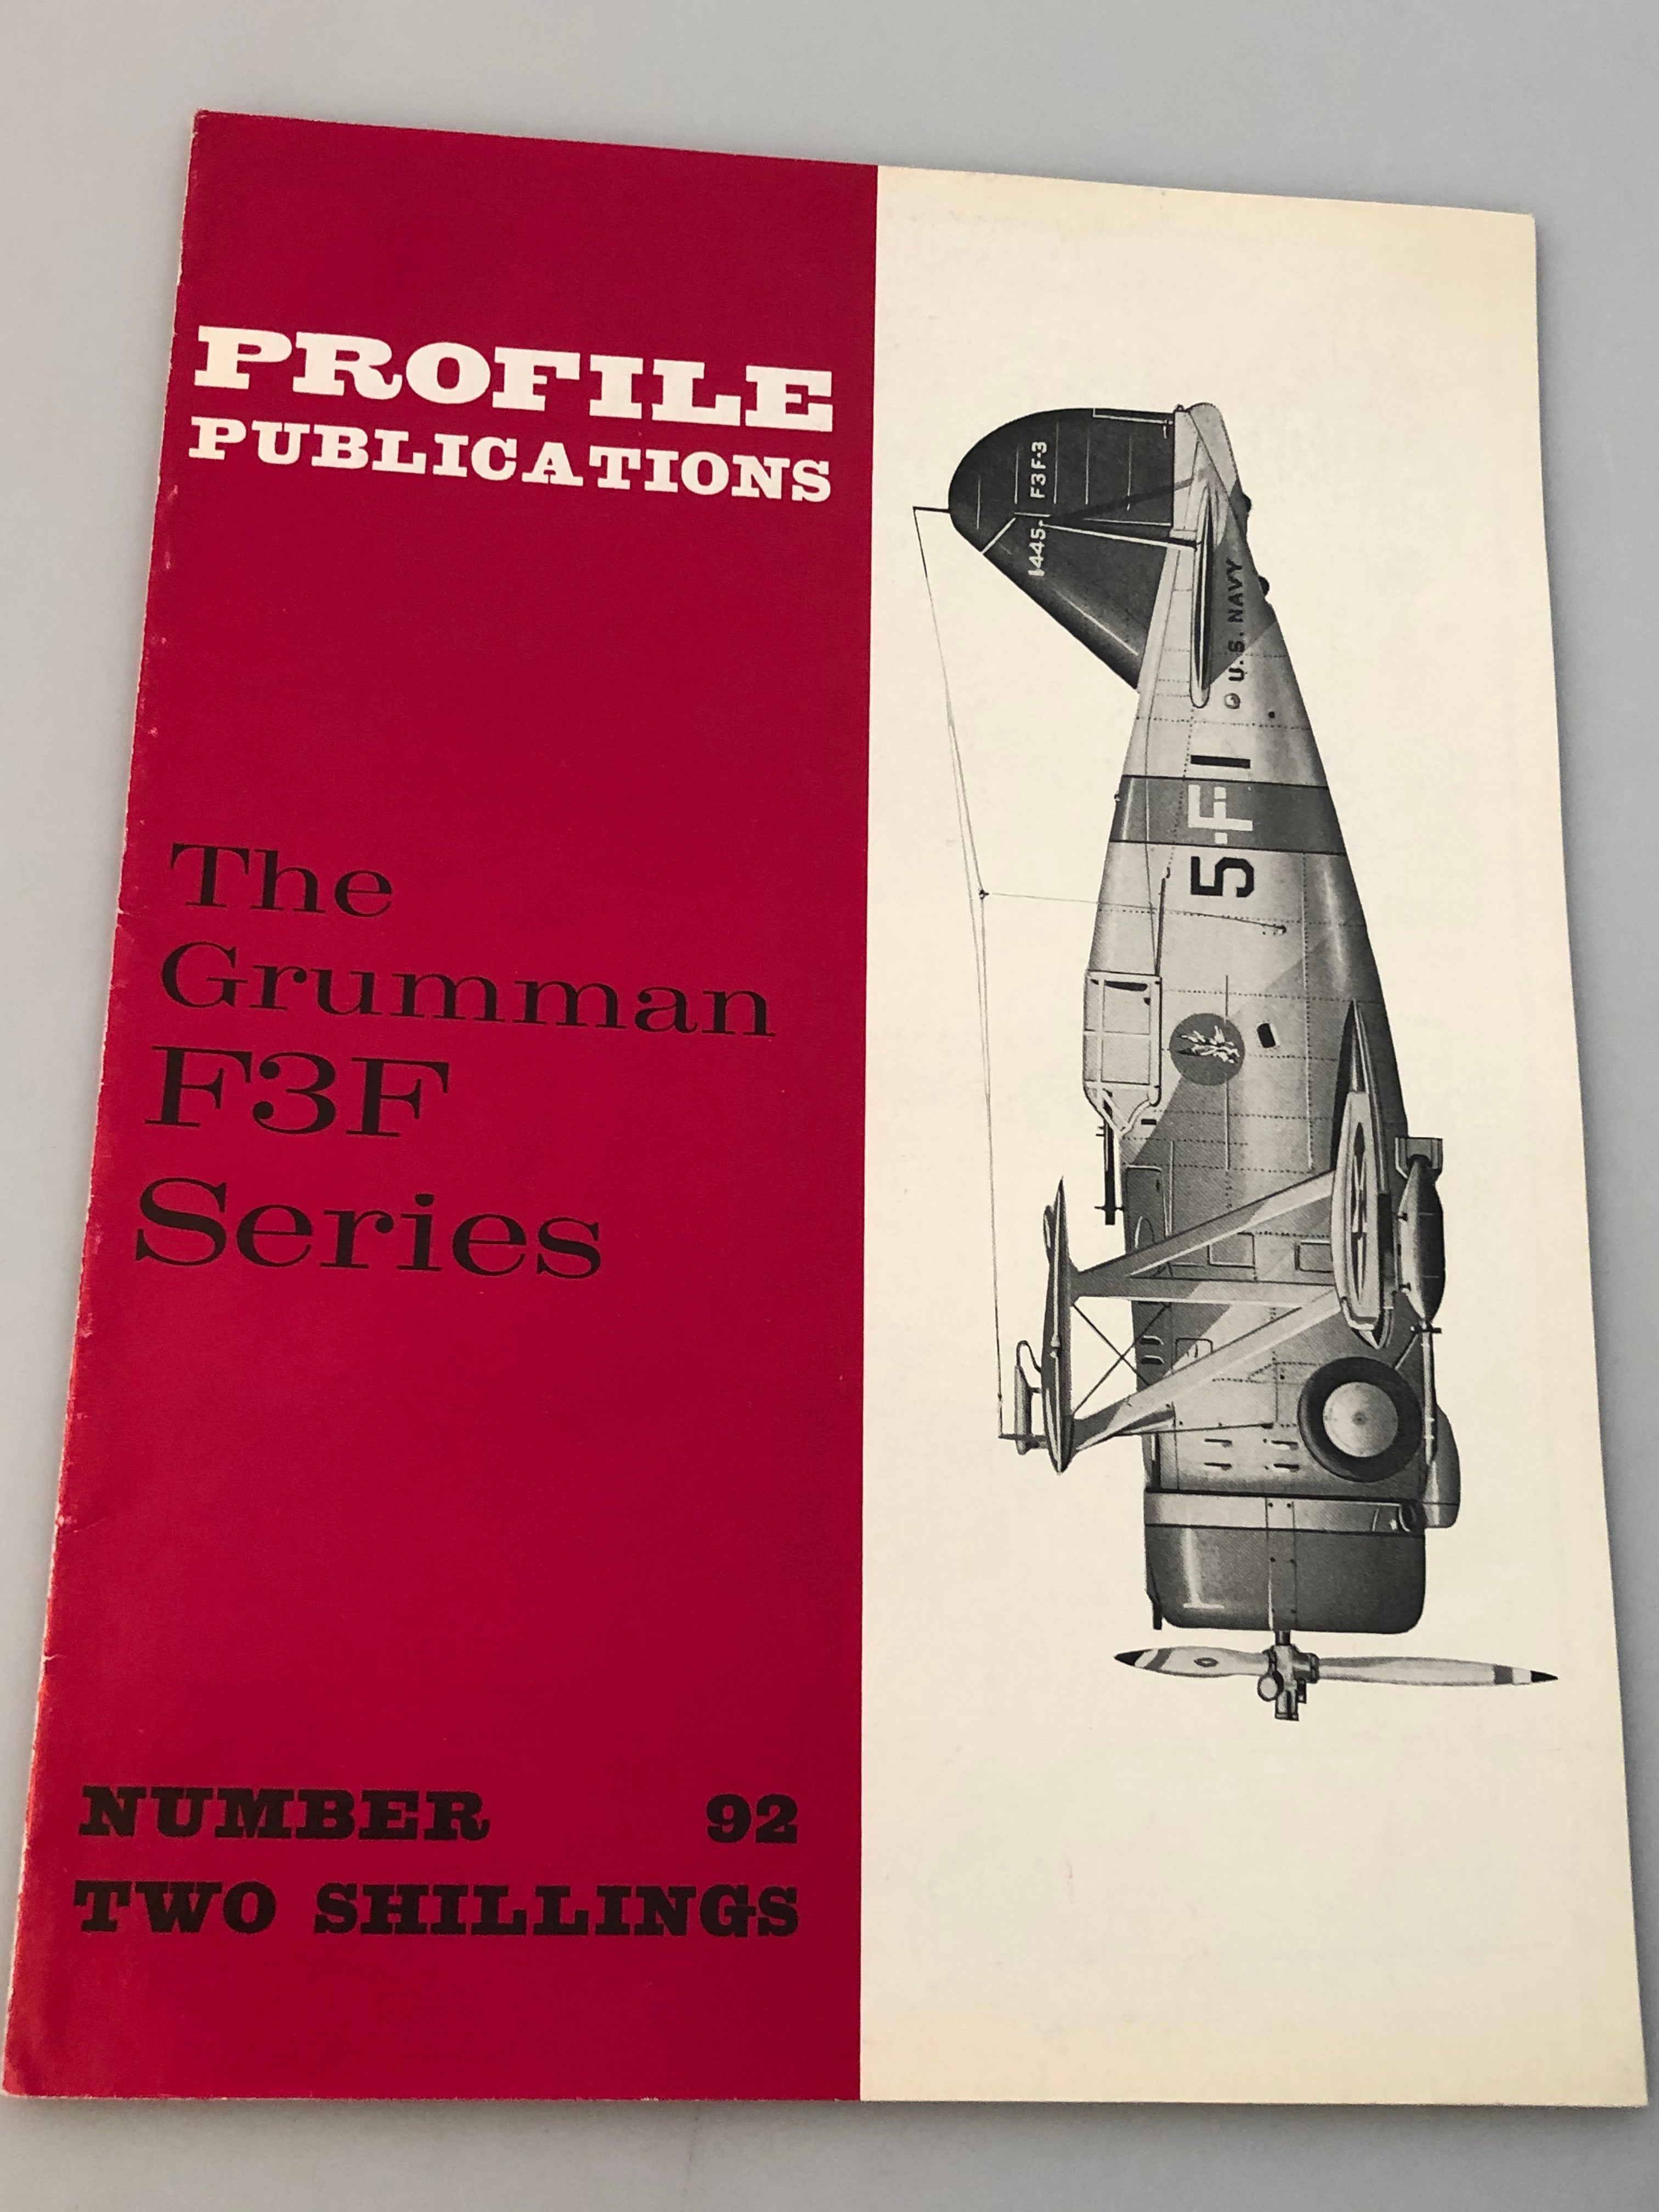 PROFILE
PUBLICATIONS
The
Grumman
F3F
Series
NUMBER 92
TWO SHILLINGS
F3F-3
1445
U.S. NAVY
5-F-1